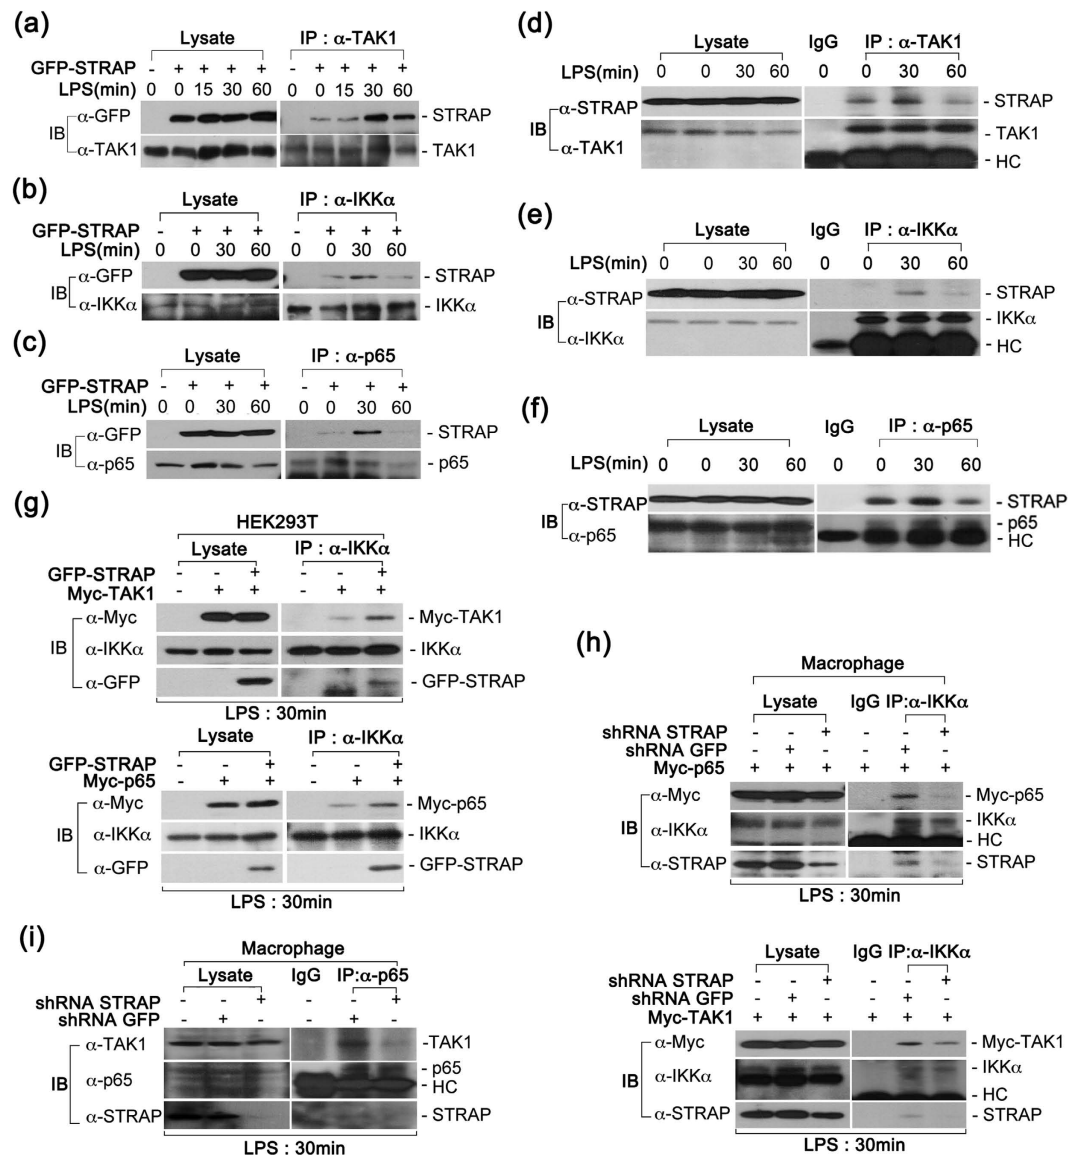 (a)
Lysate IP : α-TAK1
GFP-STRAP - + + + + - + + + +
LPS(min) 0 0 15 30 60 0 0 15 30 60
IB α-GFP - STRAP
α-TAK1 - TAK1
(b)
Lysate IP : α-IKKα
GFP-STRAP - + + + - + + +
LPS(min) 0 0 30 60 0 0 30 60
IB α-GFP - STRAP
α-IKKα - IKKα
(c)
Lysate IP : α-p65
GFP-STRAP - + + + - + + +
LPS(min) 0 0 30 60 0 0 30 60
IB α-GFP - STRAP
α-p65 - p65
(d)
Lysate IgG IP : α-TAK1
LPS(min) 0 0 30 60 0 0 30 60
IB α-STRAP - STRAP
α-TAK1 - TAK1
- HC
(e)
Lysate IgG IP : α-IKKα
LPS(min) 0 0 30 60 0 0 30 60
IB α-STRAP - STRAP
α-IKKα - IKKα
- HC
(f)
Lysate IgG IP : α-p65
LPS(min) 0 0 30 60 0 0 30 60
IB α-STRAP - STRAP
α-p65 - p65
- HC
(g)
HEK293T
Lysate IP : α-IKKα
GFP-STRAP - - + - - +
Myc-TAK1 - + + - + +
IB α-Myc - Myc-TAK1
α-IKKα - IKKα
α-GFP - GFP-STRAP
LPS : 30min
Lysate IP : α-IKKα
GFP-STRAP - - + - - +
Myc-p65 - + + - + +
IB α-Myc - Myc-p65
α-IKKα - IKKα
α-GFP - GFP-STRAP
LPS : 30min
(h)
Macrophage
Lysate IgG IP:α-IKKα
shRNA STRAP - - + - - +
shRNA GFP - + - - + -
Myc-p65 + + + + + +
IB α-Myc - Myc-p65
α-IKKα - IKKα
- HC
α-STRAP - STRAP
LPS : 30min
Lysate IgG IP:α-IKKα
shRNA STRAP - - + - - +
shRNA GFP - + - - + -
Myc-TAK1 + + + + + +
IB α-Myc - Myc-TAK1
α-IKKα - IKKα
- HC
α-STRAP - STRAP
LPS : 30min
(i)
Macrophage
Lysate IgG IP:α-p65
shRNA STRAP - - + - - +
shRNA GFP - + - - + -
IB α-TAK1 -TAK1
α-p65 - p65
- HC
α-STRAP - STRAP
LPS : 30min